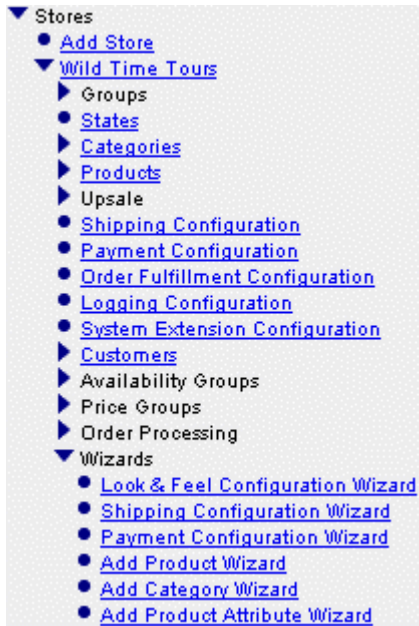 Stores
Add Store
Wild Time Tours
Groups
States
Categories
Products
Upsale
Shipping Configuration
Payment Configuration
Order Fulfillment Configuration
Logging Configuration
System Extension Configuration
Customers
Availability Groups
Price Groups
Order Processing
Wizards
Look & Feel Configuration Wizard
Shipping Configuration Wizard
Payment Configuration Wizard
Add Product Wizard
Add Category Wizard
Add Product Attribute Wizard